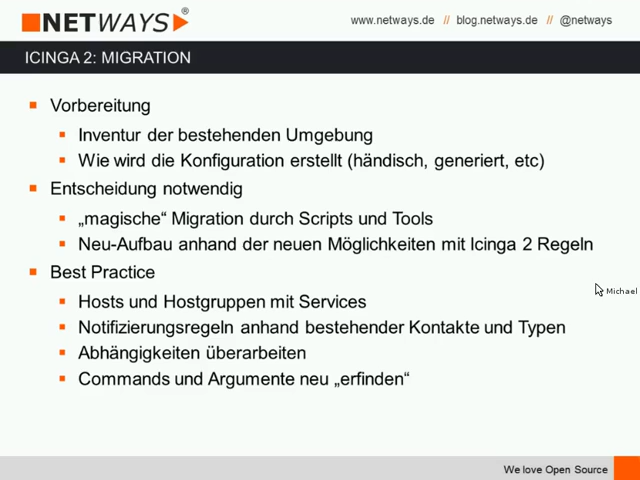 NETWAYS®
www.netways.de // blog.netways.de // @netways
ICINGA 2: MIGRATION
Vorbereitung
Inventur der bestehenden Umgebung
Wie wird die Konfiguration erstellt (händisch, generiert, etc)
Entscheidung notwendig
„magische“ Migration durch Scripts und Tools
Neu-Aufbau anhand der neuen Möglichkeiten mit Icinga 2 Regeln
Best Practice
Hosts und Hostgruppen mit Services
Michael
Notifizierungsregeln anhand bestehender Kontakte und Typen
Abhängigkeiten überarbeiten
Commands und Argumente neu „erfinden“
We love Open Source